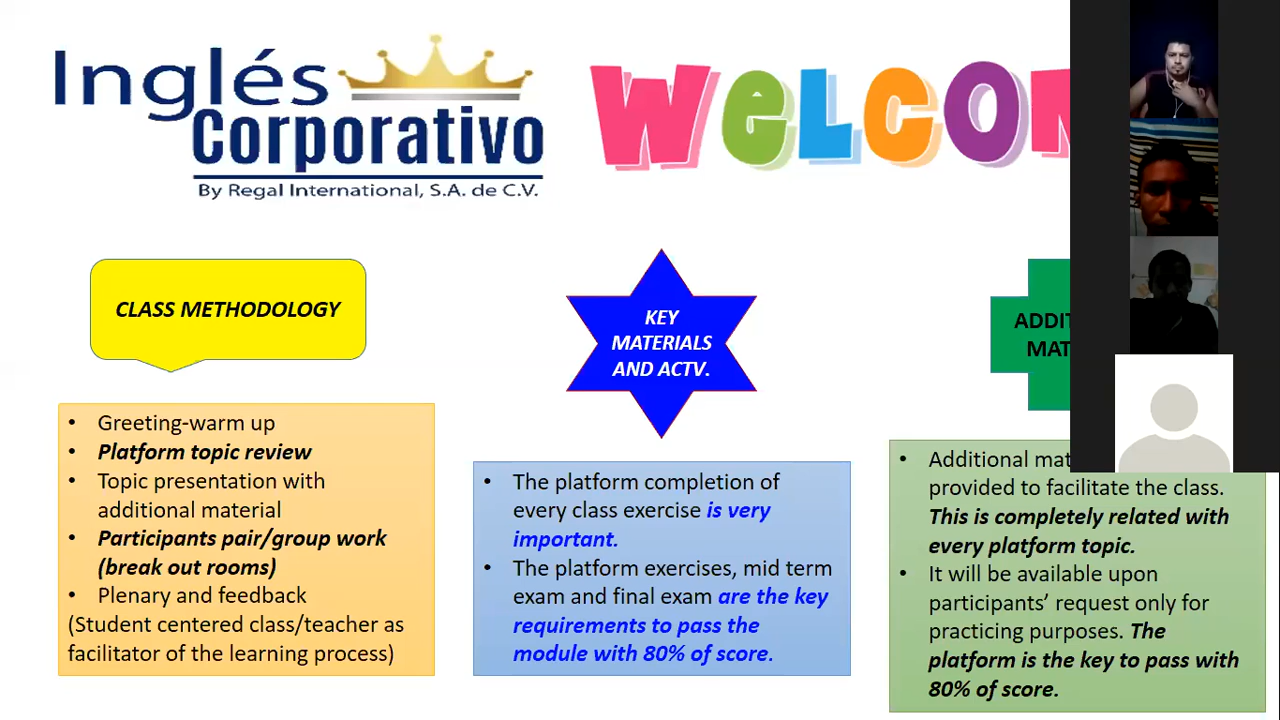 Inglés
Corporativo
By Regal International, S.A. de C.V.
WELCO
CLASS METHODOLOGY
• Greeting-warm up
• Platform topic review
• Topic presentation with
additional material
• Participants pair/group work
(break out rooms)
• Plenary and feedback
(Student centered class/teacher as
facilitator of the learning process)
KEY
MATERIALS
AND ACTV.
• The platform completion of
every class exercise is very
important.
• The platform exercises, mid term
exam and final exam are the key
requirements to pass the
module with 80% of score.
ADDIT
MAT
• Additional mat
provided to facilitate the class.
This is completely related with
every platform topic.
• It will be available upon
participants’ request only for
practicing purposes. The
platform is the key to pass with
80% of score.